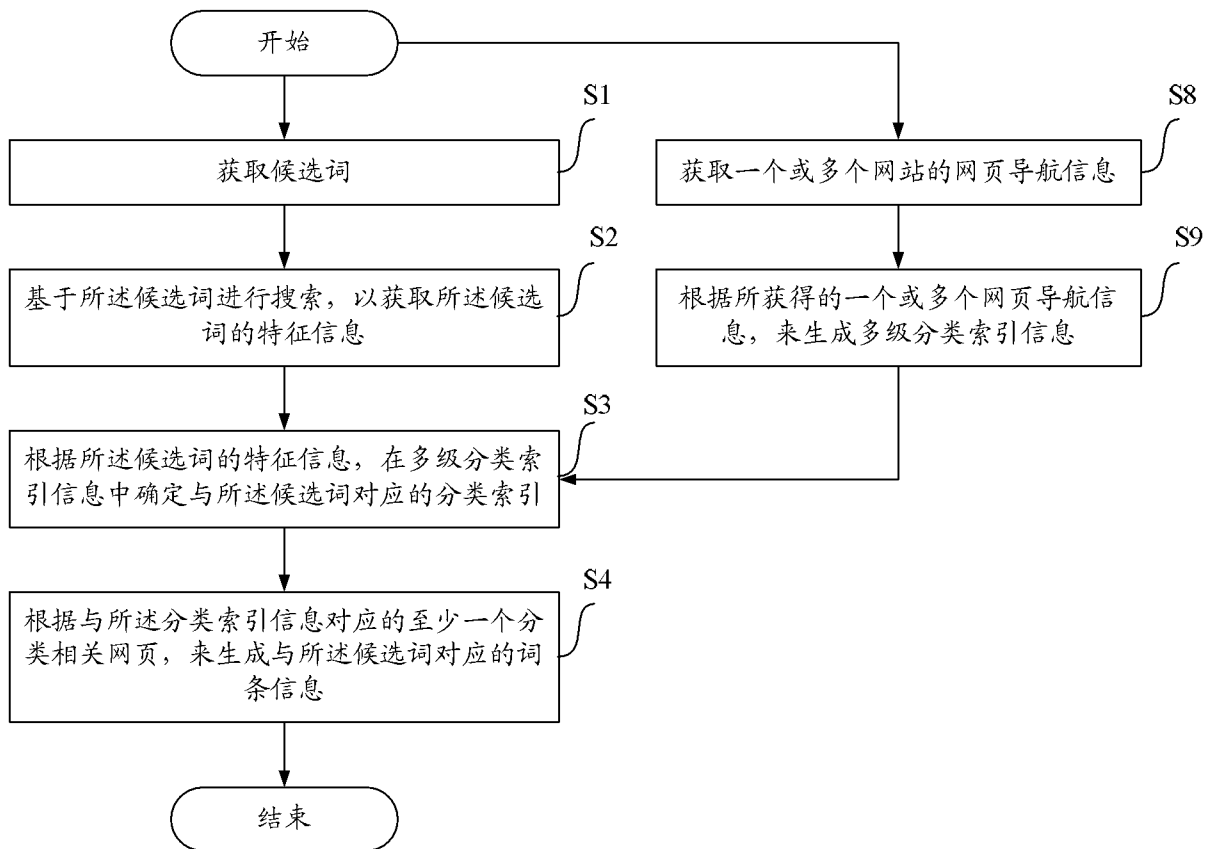 开始
S1
获取候选词
S2
基于所述候选词进行搜索，以获取所述候选
词的特征信息
S3
根据所述候选词的特征信息，在多级分类索
引信息中确定与所述候选词对应的分类索引
S4
根据与所述分类索引信息对应的至少一个分
类相关网页，来生成与所述候选词对应的词
条信息
结束
S8
获取一个或多个网站的网页导航信息
S9
根据所获得的一个或多个网页导航信
息，来生成多级分类索引信息